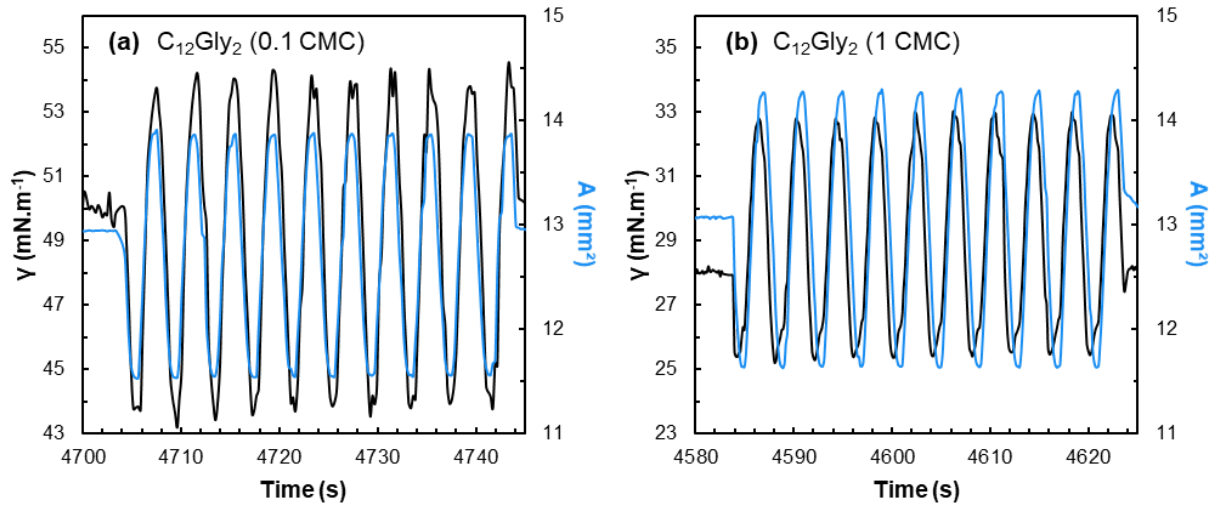 (a) C₁₂Gly₂ (0.1 CMC)
55
53
51
49
47
45
43
γ (mN.m⁻¹)
15
14
13
12
11
A (mm²)
4700 4710 4720 4730 4740
Time (s)
(b) C₁₂Gly₂ (1 CMC)
35
33
31
29
27
25
23
γ (mN.m⁻¹)
15
14
13
12
11
A (mm²)
4580 4590 4600 4610 4620
Time (s)